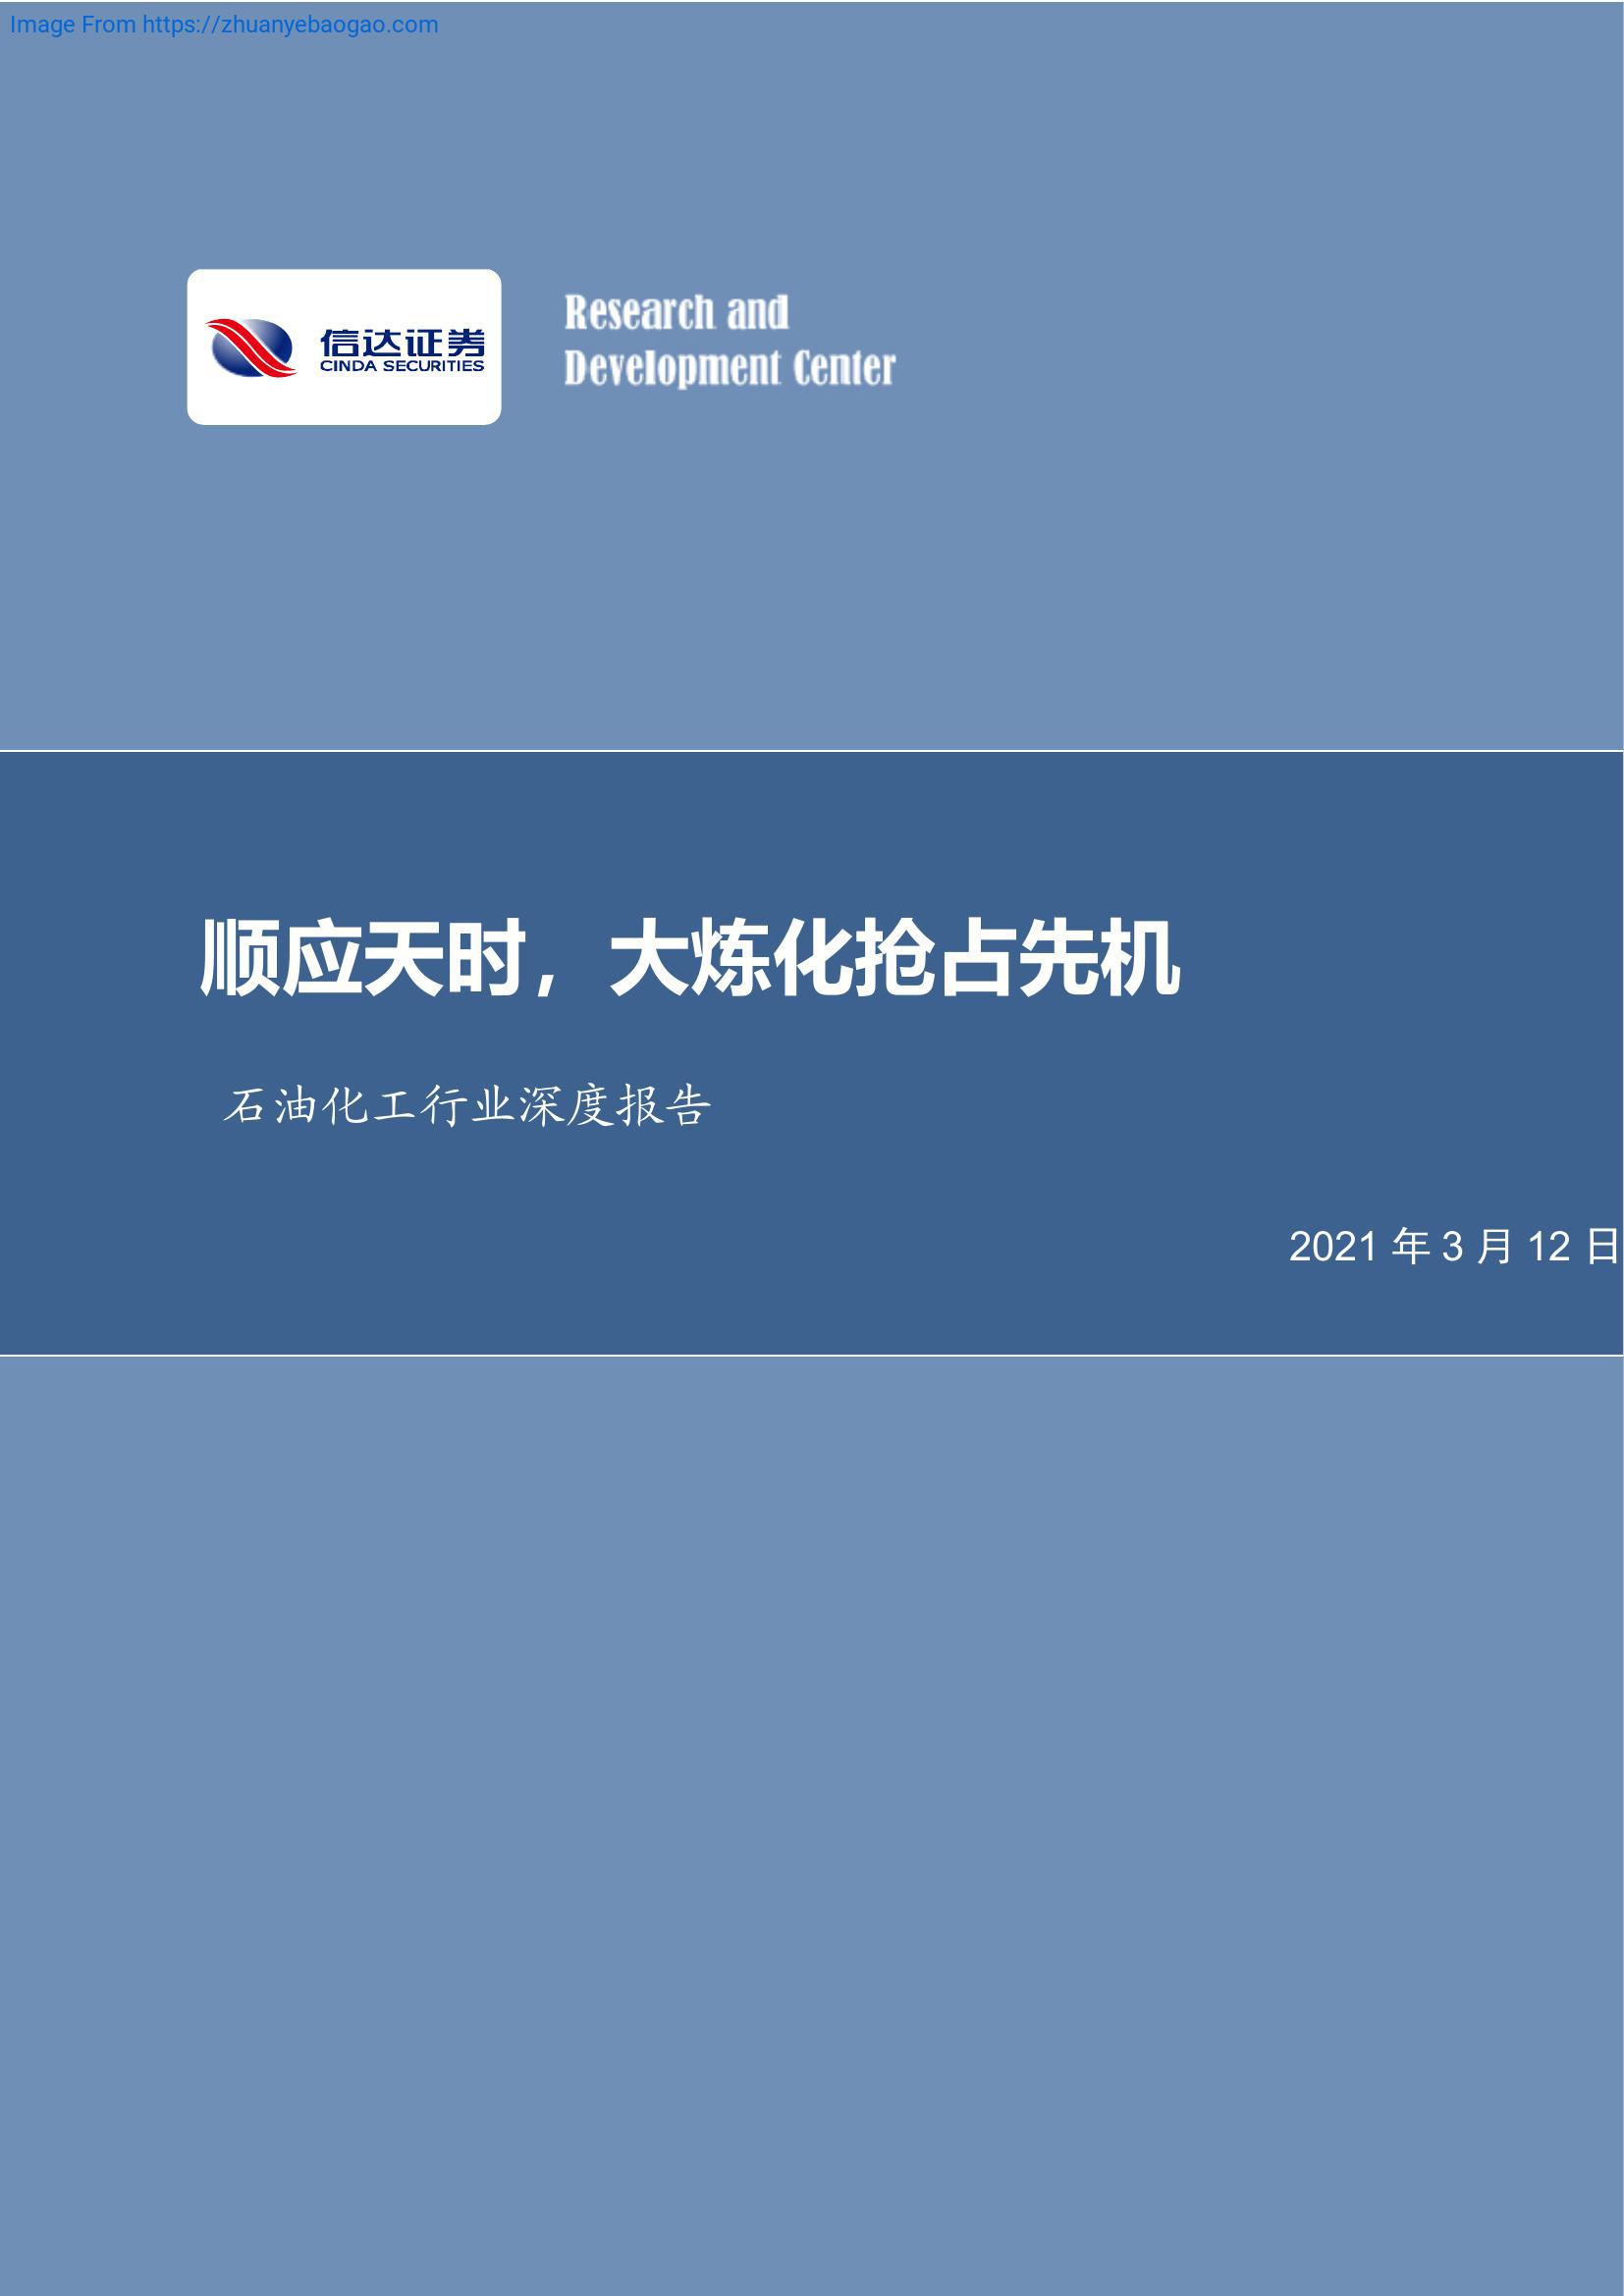 Image From https://zhuanyebaogao.com
信达证券
CINDA SECURITIES
Research and
Development Center
顺应天时，大炼化抢占先机
石油化工行业深度报告
2021 年 3 月 12 日